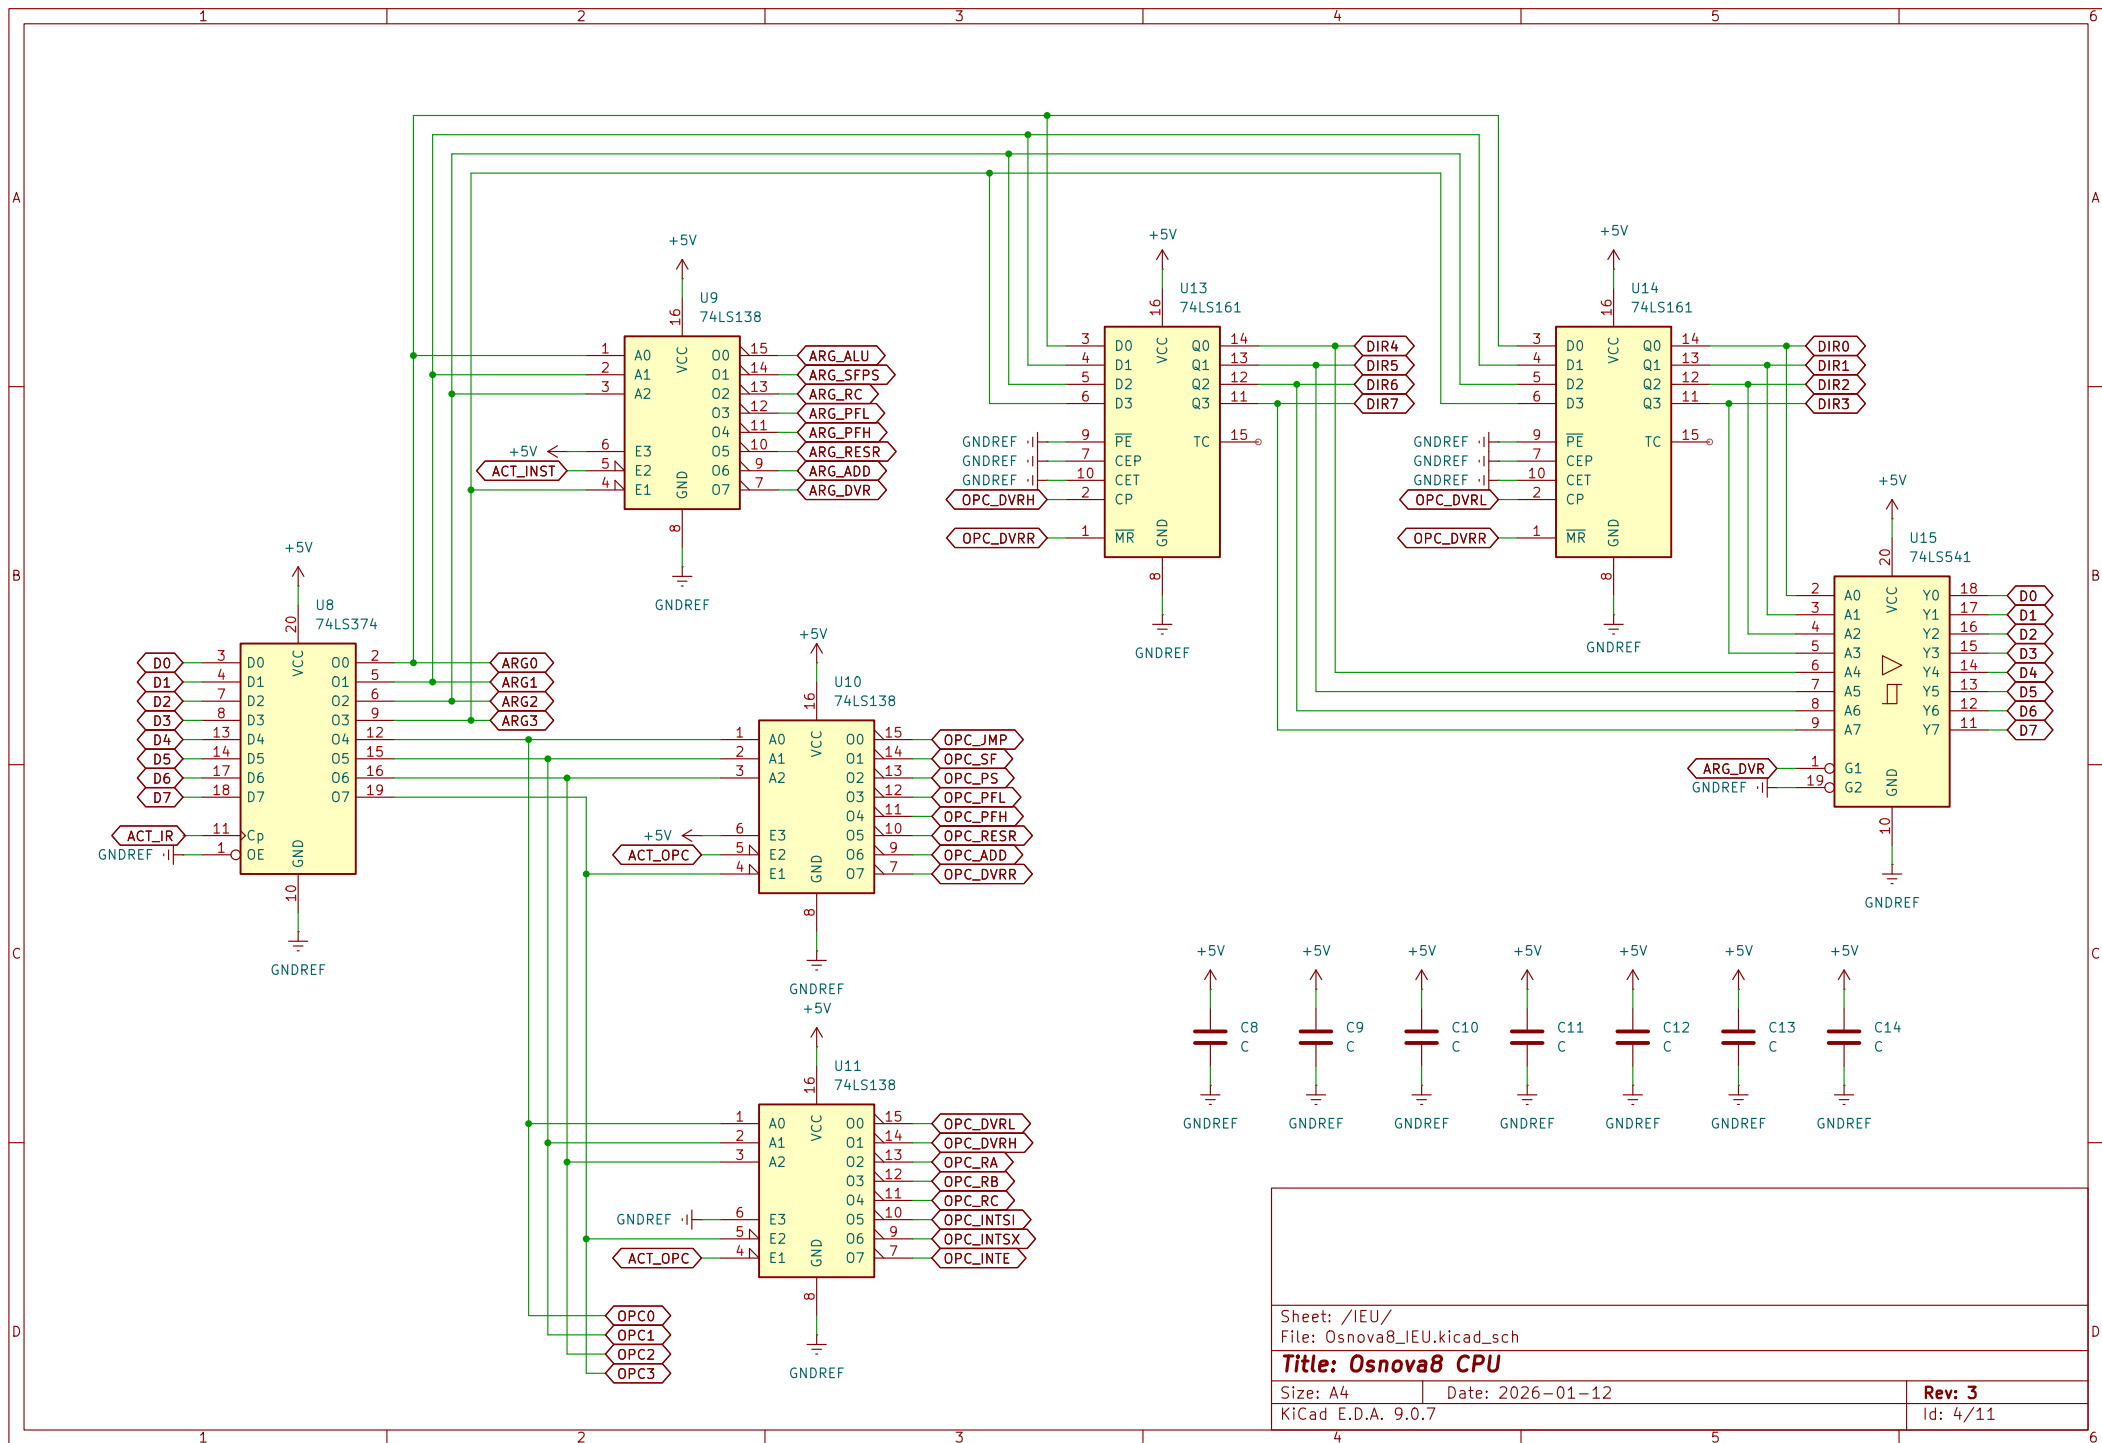 1 2 3 4 5 6
A A
B B
C C
D D
1 2 3 4 5 6
+5V
U9
74LS138
16
VCC
1 A0 O0 15 ARG_ALU
2 A1 O1 14 ARG_SFPS
3 A2 O2 13 ARG_RC
O3 12 ARG_PFL
O4 11 ARG_PFH
+5V 6 E3 O5 10 ARG_RESR
ACT_INST 5 E2 O6 9 ARG_ADD
4 E1 O7 7 ARG_DVR
GND
8
GNDREF
+5V
U13
74LS161
16
VCC
3 D0 Q0 14 DIR4
4 D1 Q1 13 DIR5
5 D2 Q2 12 DIR6
6 D3 Q3 11 DIR7
GNDREF 9 PE TC 15
GNDREF 7 CEP
GNDREF 10 CET
OPC_DVRH 2 CP
OPC_DVRR 1 MR
GND
8
GNDREF
+5V
U14
74LS161
16
VCC
3 D0 Q0 14 DIR0
4 D1 Q1 13 DIR1
5 D2 Q2 12 DIR2
6 D3 Q3 11 DIR3
GNDREF 9 PE TC 15
GNDREF 7 CEP
GNDREF 10 CET
OPC_DVRL 2 CP
OPC_DVRR 1 MR
GND
8
GNDREF
+5V
U15
74LS541
20
VCC
2 A0 Y0 18 D0
3 A1 Y1 17 D1
4 A2 Y2 16 D2
5 A3 Y3 15 D3
6 A4 Y4 14 D4
7 A5 Y5 13 D5
8 A6 Y6 12 D6
9 A7 Y7 11 D7
ARG_DVR 1 G1
GNDREF 19 G2
GND
10
GNDREF
+5V
U8
74LS374
20
VCC
D0 3 D0 O0 2 ARG0
D1 4 D1 O1 5 ARG1
D2 7 D2 O2 6 ARG2
D3 8 D3 O3 9 ARG3
D4 13 D4 O4 12
D5 14 D5 O5 15
D6 17 D6 O6 16
D7 18 D7 O7 19
ACT_IR 11 Cp
GNDREF 1 OE
GND
10
GNDREF
+5V
U10
74LS138
16
VCC
1 A0 O0 15 OPC_JMP
2 A1 O1 14 OPC_SF
3 A2 O2 13 OPC_PS
O3 12 OPC_PFL
O4 11 OPC_PFH
+5V 6 E3 O5 10 OPC_RESR
ACT_OPC 5 E2 O6 9 OPC_ADD
4 E1 O7 7 OPC_DVRR
GND
8
GNDREF
+5V
U11
74LS138
16
VCC
1 A0 O0 15 OPC_DVRL
2 A1 O1 14 OPC_DVRH
3 A2 O2 13 OPC_RA
O3 12 OPC_RB
O4 11 OPC_RC
GNDREF 6 E3 O5 10 OPC_INTSI
5 E2 O6 9 OPC_INTSX
ACT_OPC 4 E1 O7 7 OPC_INTE
GND
8
GNDREF
OPC0
OPC1
OPC2
OPC3
+5V +5V +5V +5V +5V +5V +5V
C8 C9 C10 C11 C12 C13 C14
C C C C C C C
GNDREF GNDREF GNDREF GNDREF GNDREF GNDREF GNDREF
Sheet: /IEU/
File: Osnova8_IEU.kicad_sch
Title: Osnova8 CPU
Size: A4 Date: 2026-01-12 Rev: 3
KiCad E.D.A. 9.0.7 Id: 4/11